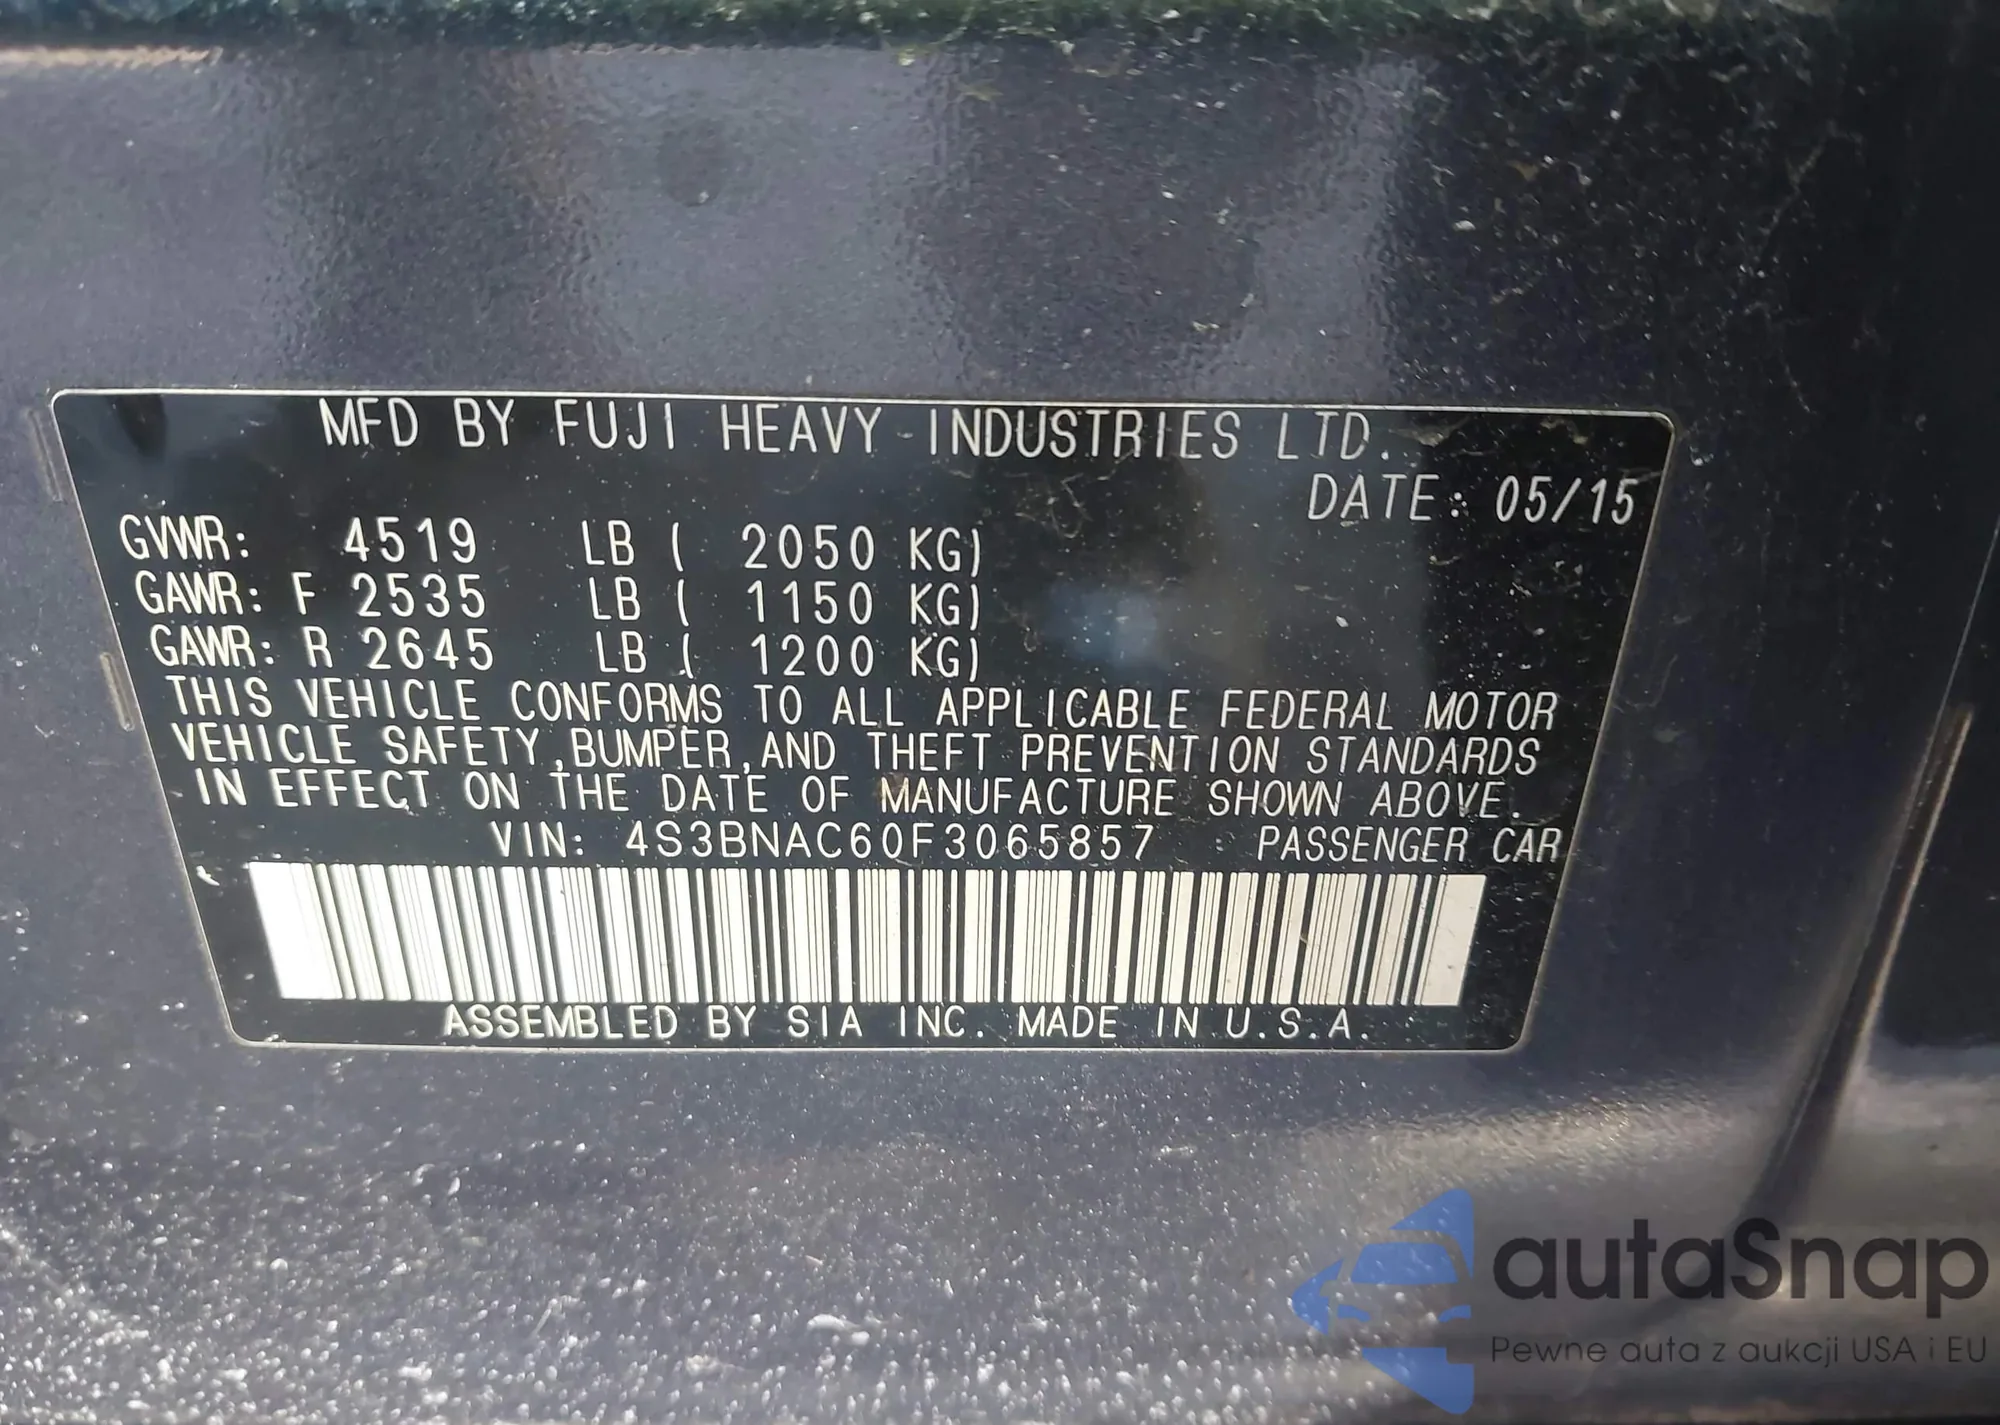 MFD BY FUJI HEAVY INDUSTRIES LTD.
DATE: 05/15
GVWR: 4519 LB ( 2050 KG)
GAWR: F 2535 LB ( 1150 KG)
GAWR: R 2645 LB ( 1200 KG)
THIS VEHICLE CONFORMS TO ALL APPLICABLE FEDERAL MOTOR
VEHICLE SAFETY,BUMPER,AND THEFT PREVENTION STANDARDS
IN EFFECT ON THE DATE OF MANUFACTURE SHOWN ABOVE.
VIN: 4S3BNAC60F3065857 PASSENGER CAR
ASSEMBLED BY SIA INC. MADE IN U.S.A.
autaSnap
Pewne auta z aukcji USA i EU